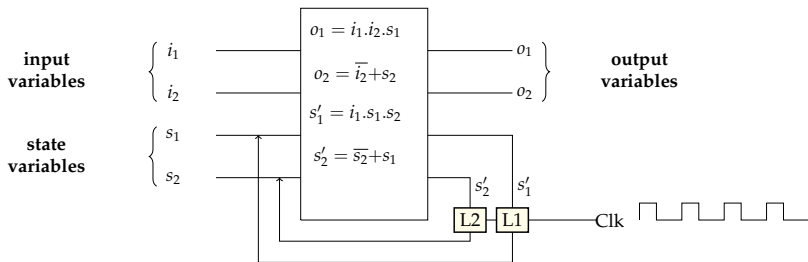 input
variables
i₁
i₂
state
variables
s₁
s₂
o₁ = i₁.i₂.s₁
o₂ = i̅₂̅+s₂
s′₁ = i₁.s₁.s₂
s′₂ = s̅₂̅+s₁
o₁
o₂
output
variables
s′₂
s′₁
L2
L1
Clk